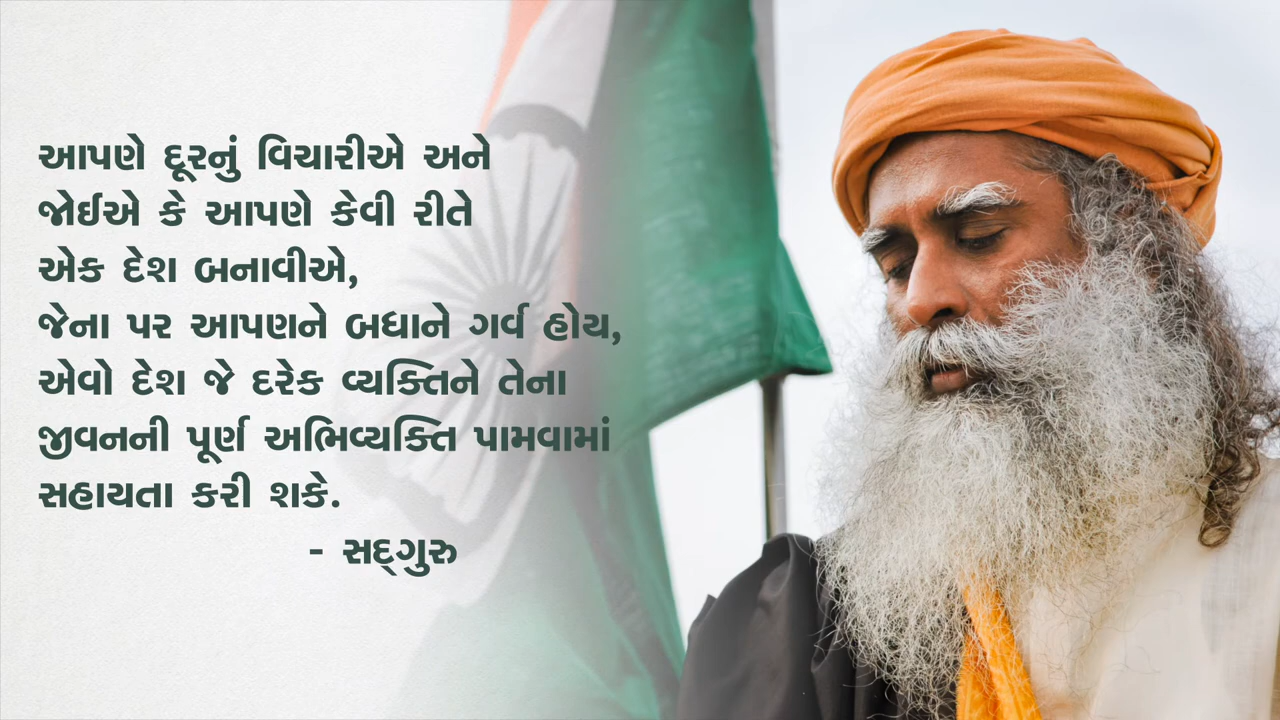 આપણે દૂરનું વિચારીએ અને
જોઈએ કે આપણે કેવી રીતે
એક દેશ બનાવીએ,
જેના પર આપણને બધાને ગર્વ હોય,
એવો દેશ જે દરેક વ્યક્તિને તેના
જીવનની પૂર્ણ અભિવ્યક્તિ પામવામાં
સહાયતા કરી શકે.
- સદ્‌ગુરુ